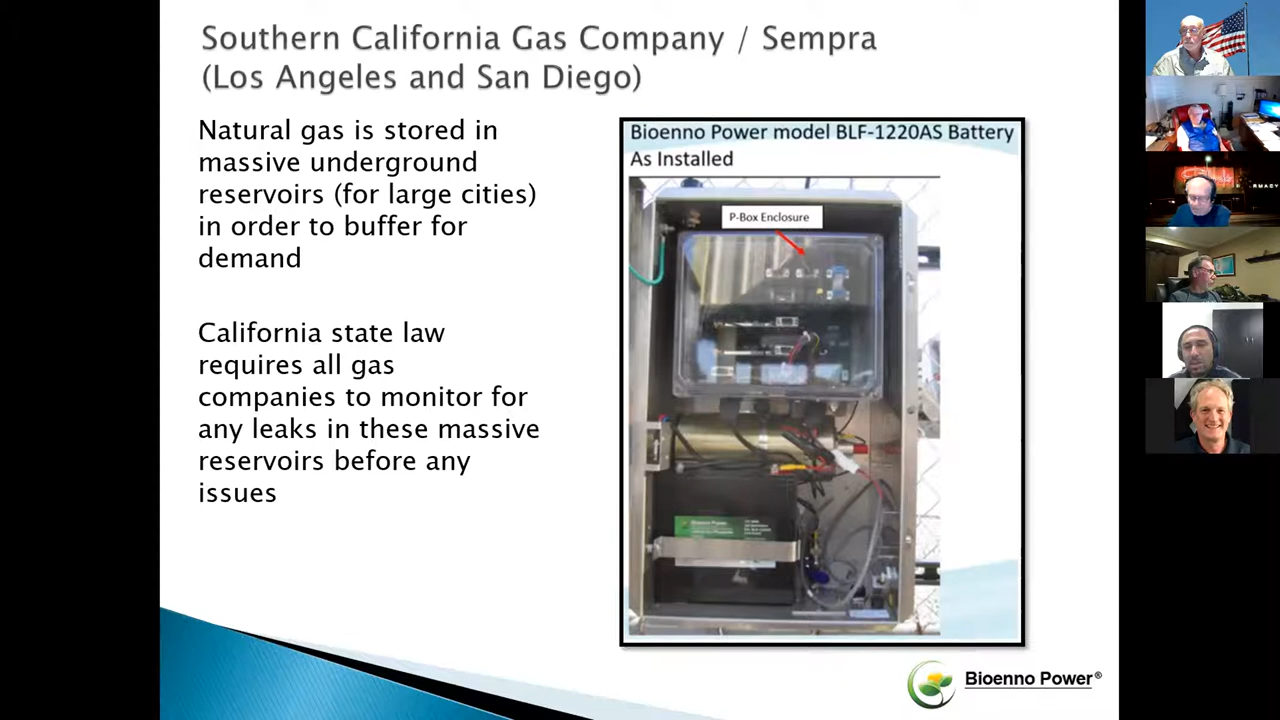 Southern California Gas Company / Sempra
(Los Angeles and San Diego)
Natural gas is stored in
massive underground
reservoirs (for large cities)
in order to buffer for
demand
California state law
requires all gas
companies to monitor for
any leaks in these massive
reservoirs before any
issues
Bioenno Power model BLF-1220AS Battery
As Installed
P-Box Enclosure
Bioenno Power
Bioenno Power®